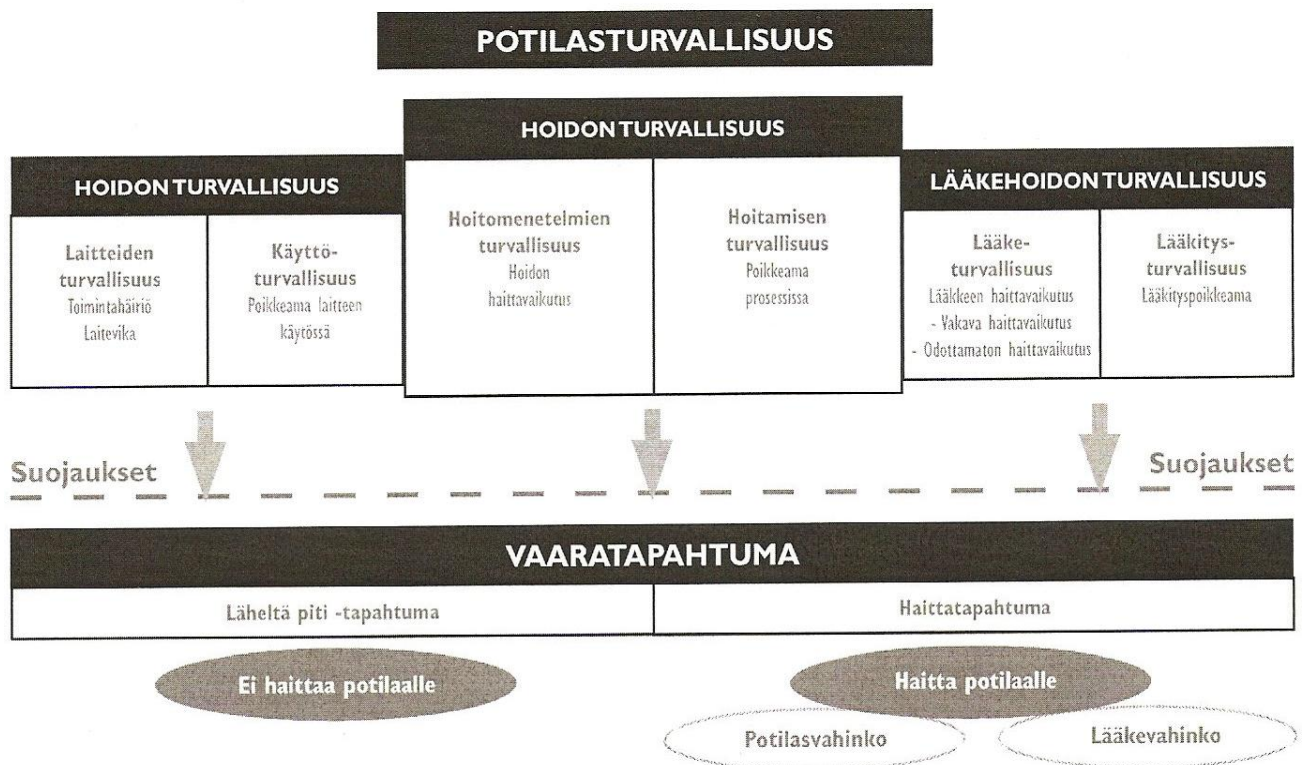 POTILASTURVALLISUUS
HOIDON TURVALLISUUS
HOIDON TURVALLISUUS
LÄÄKEHOIDON TURVALLISUUS
Laitteiden
turvallisuus
Toimintahäiriö
Laitevika
Käyttö-
turvallisuus
Poikkeama laitteen
käytössä
Hoitomenetelmien
turvallisuus
Hoidon
haittavaikutus
Hoitamisen
turvallisuus
Poikkeama
prosessissa
Lääke-
turvallisuus
Lääkkeen haittavaikutus
- Vakava haittavaikutus
- Odottamaton haittavaikutus
Lääkitys-
turvallisuus
Lääkityspoikkeama
Suojaukset
Suojaukset
VAARATAPAHTUMA
Läheltä piti -tapahtuma
Haittatapahtuma
Ei haittaa potilaalle
Haitta potilaalle
Potilasvahinko
Lääkevahinko